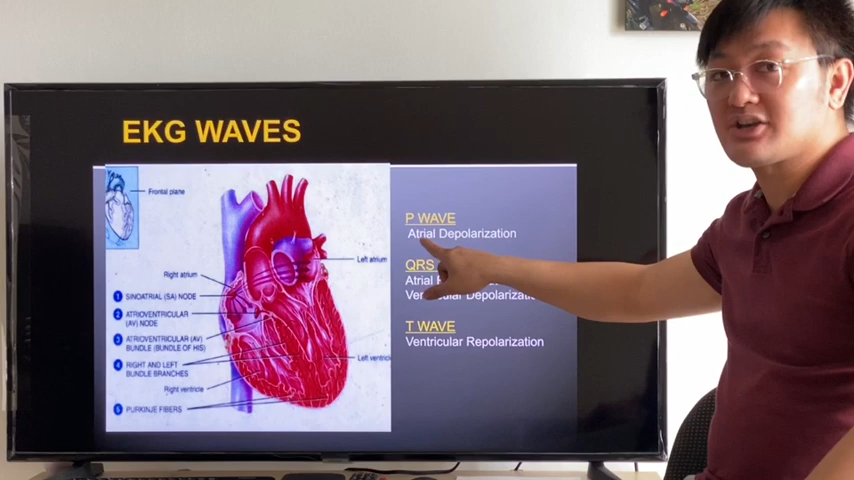 EKG WAVES
Frontal plane
Left atrium
Right atrium
1 SINOATRIAL (SA) NODE
2 ATRIOVENTRICULAR
(AV) NODE
3 ATRIOVENTRICULAR (AV)
BUNDLE (BUNDLE OF HIS)
4 RIGHT AND LEFT
BUNDLE BRANCHES
Left ventricle
Right ventricle
5 PURKINJE FIBERS
P WAVE
Atrial Depolarization
QRS
Atrial
Ventricular Depolarization
T WAVE
Ventricular Repolarization